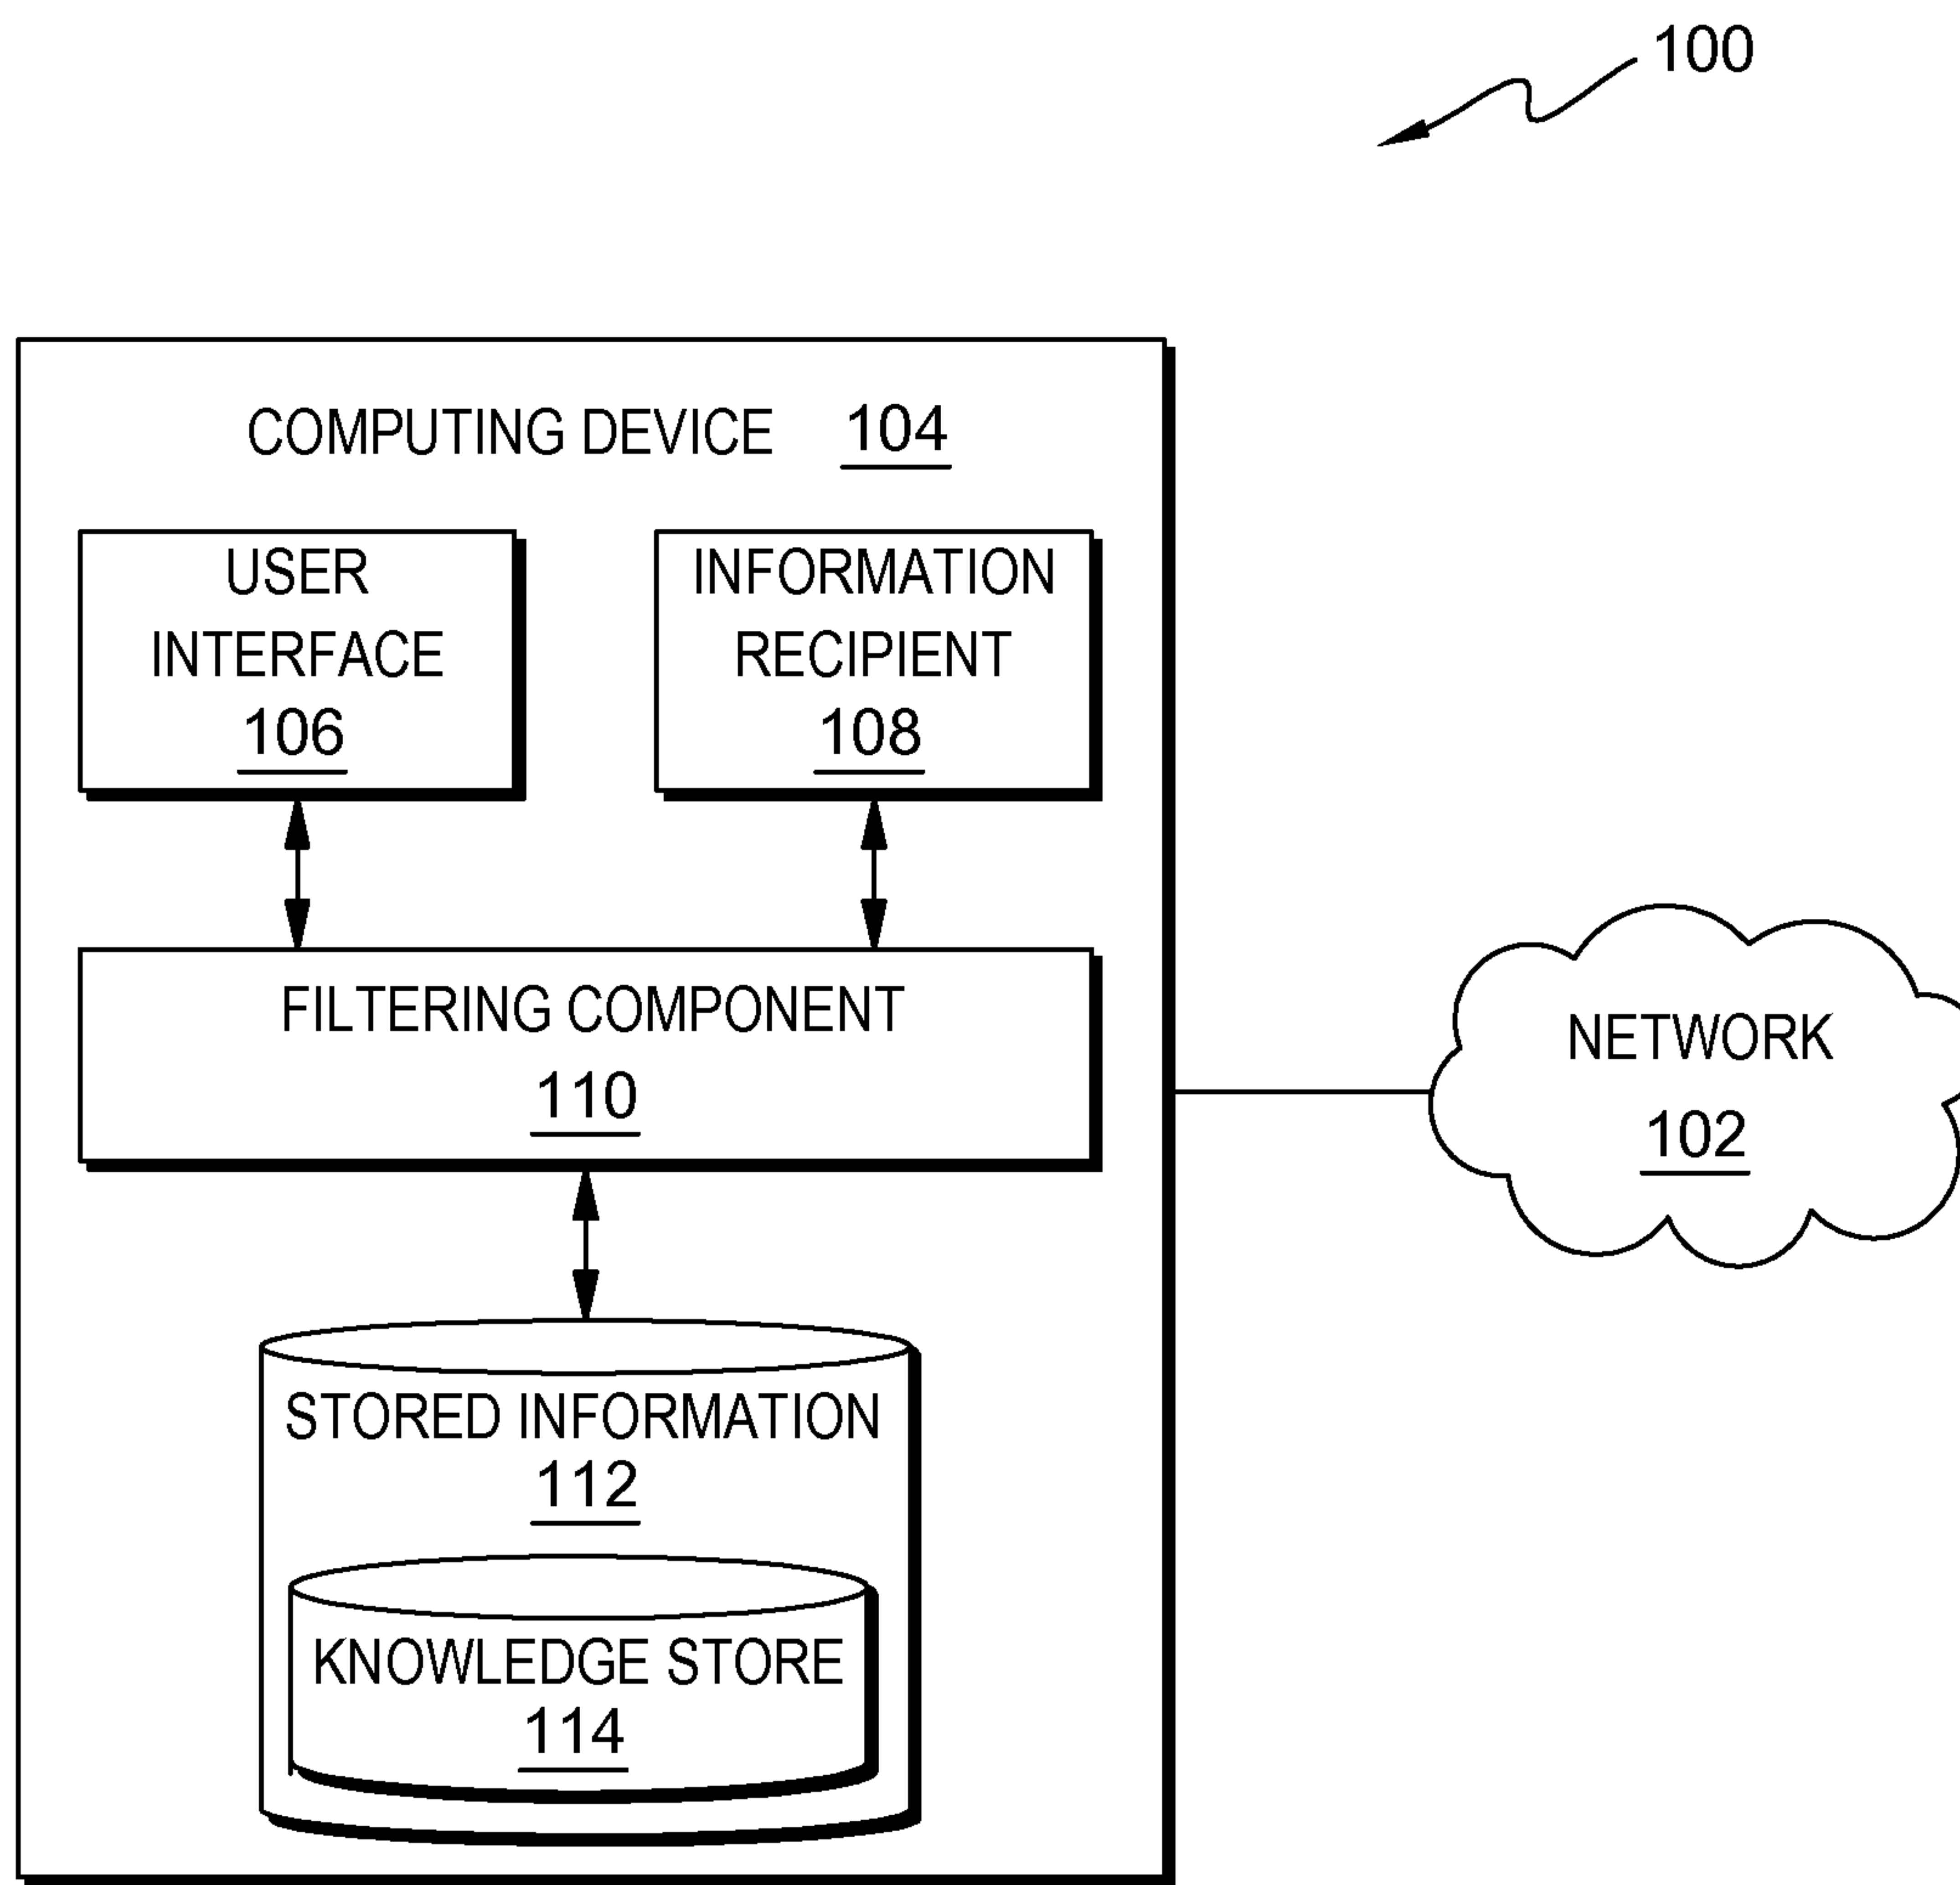 100
COMPUTING DEVICE 104
USER
INTERFACE
106
INFORMATION
RECIPIENT
108
FILTERING COMPONENT
110
NETWORK
102
STORED INFORMATION
112
KNOWLEDGE STORE
114